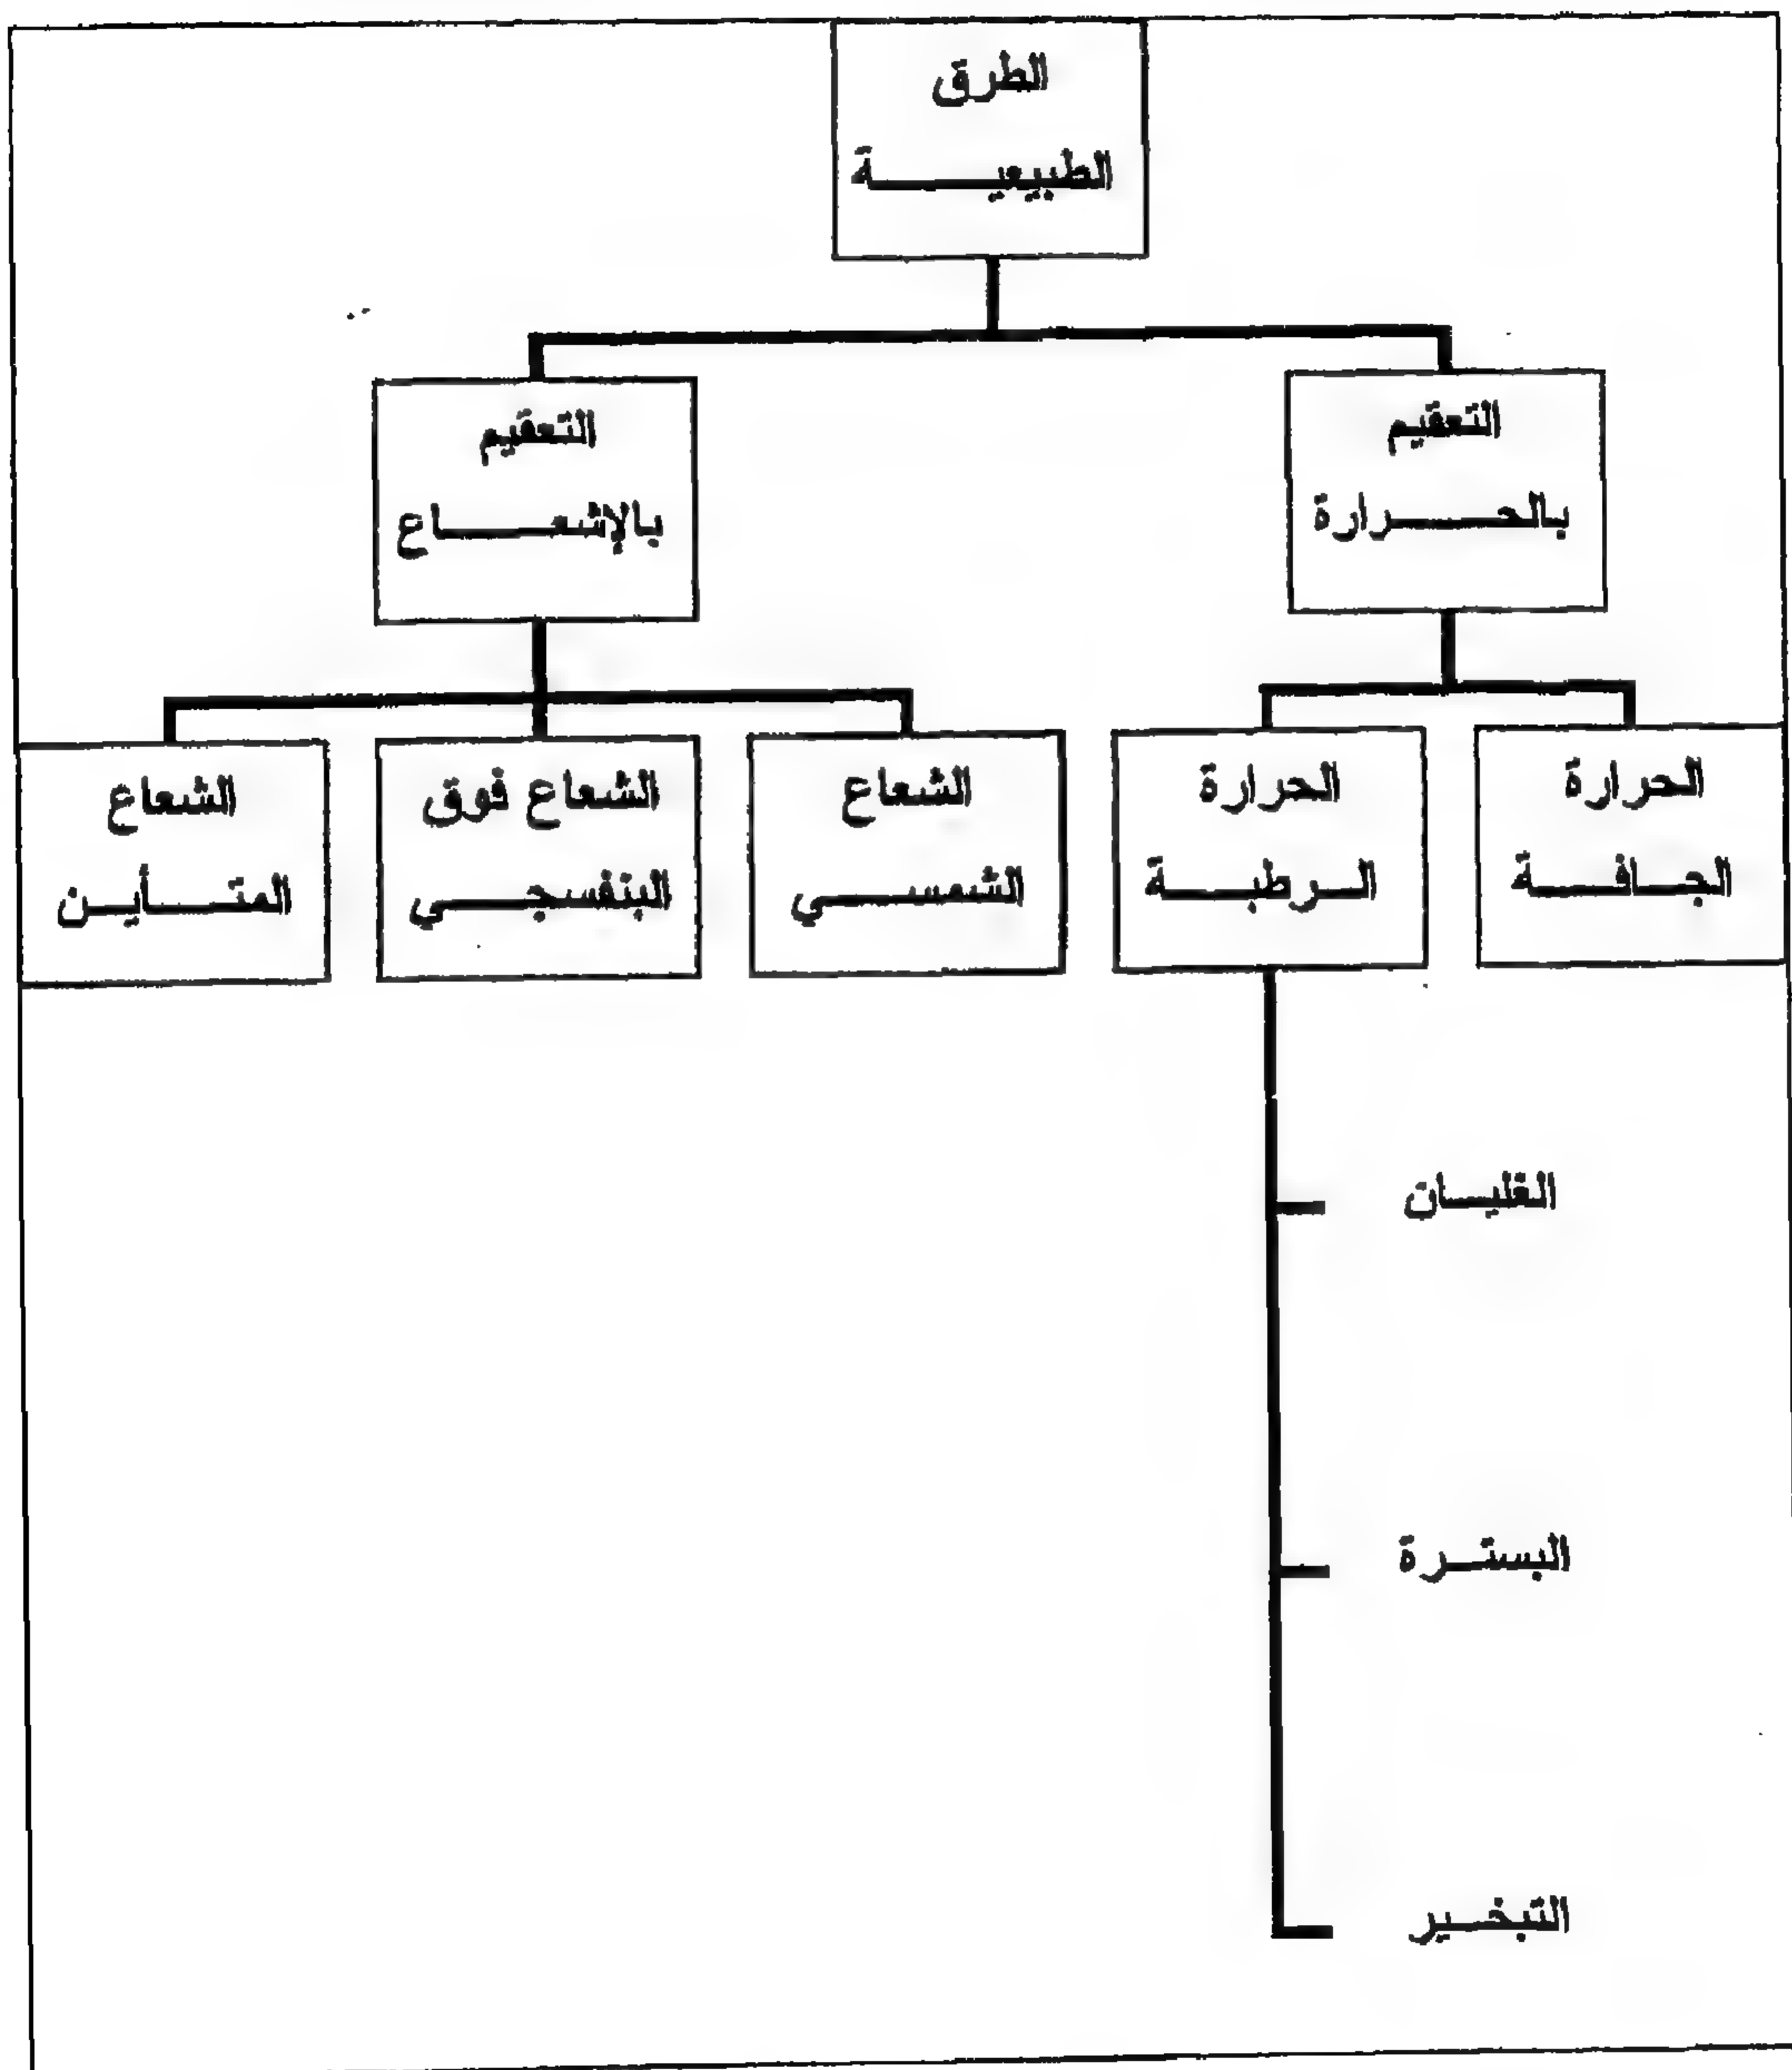 الطرق
الطبيعية
التعقيم
بالحرارة
التعقيم
بالإشعاع
الحرارة
الجافة
الحرارة
الرطبة
الشعاع
الشمسي
الشعاع فوق
البنفسجي
الشعاع
المتأين
الغليسان
البسترة
التبخير